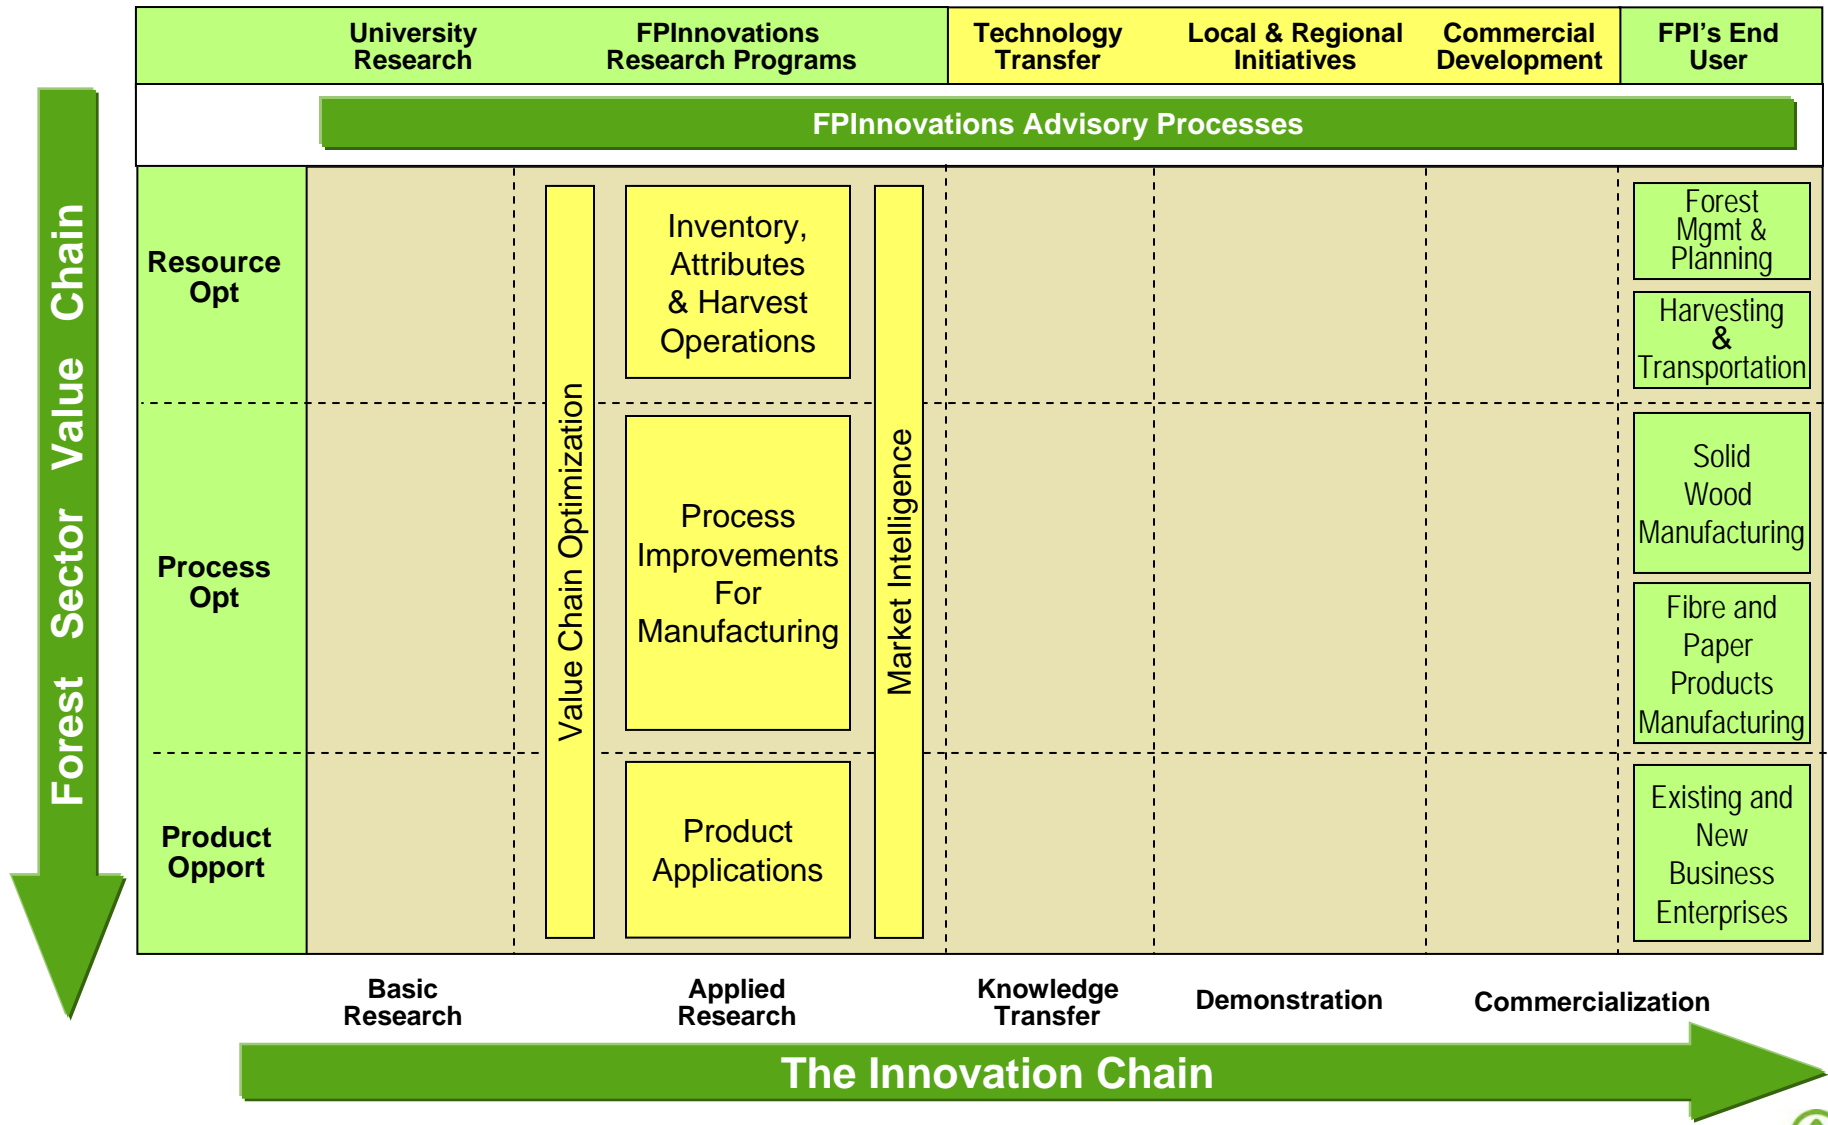 University
Research
FPInnovations
Research Programs
Technology
Transfer
Local & Regional
Initiatives
Commercial
Development
FPI's End
User
FPInnovations Advisory Processes
Forest Sector Value Chain
Resource
Opt
Process
Opt
Product
Opport
Value Chain Optimization
Inventory,
Attributes
& Harvest
Operations
Process
Improvements
For
Manufacturing
Product
Applications
Market Intelligence
Forest
Mgmt &
Planning
Harvesting
&
Transportation
Solid
Wood
Manufacturing
Fibre and
Paper
Products
Manufacturing
Existing and
New
Business
Enterprises
Basic
Research
Applied
Research
Knowledge
Transfer
Demonstration
Commercialization
The Innovation Chain